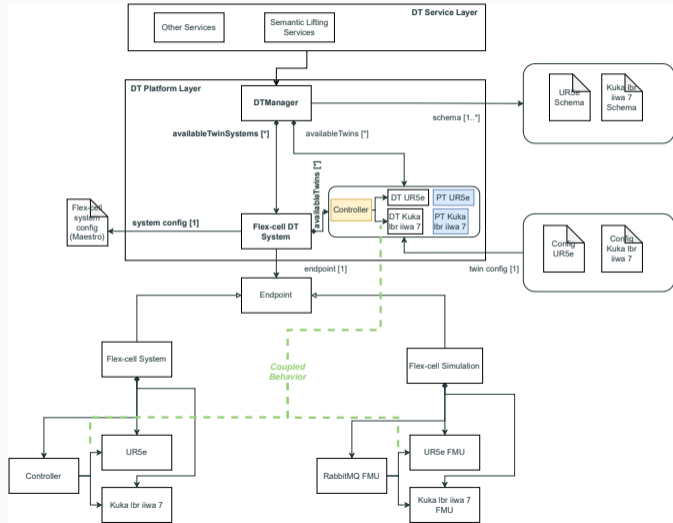 DT Service Layer
Other Services
Semantic Lifting
Services
DT Platform Layer
DTManager
schema [1..*]
UR5e
Schema
Kuka lbr
iiwa 7
Schema
availableTwinSystems [*]
availableTwins [*]
availableTwins [*]
Controller
DT UR5e
PT UR5e
DT Kuka
lbr iiwa 7
PT Kuka
lbr iiwa 7
Flex-cell
system
config
(Maestro)
system config [1]
Flex-cell DT
System
Config
UR5e
Config
Kuka lbr
iiwa 7
endpoint [1]
twin config [1]
Endpoint
Flex-cell System
Coupled
Behavior
Flex-cell Simulation
UR5e
UR5e FMU
Controller
RabbitMQ FMU
Kuka lbr iiwa 7
Kuka lbr iiwa 7
FMU